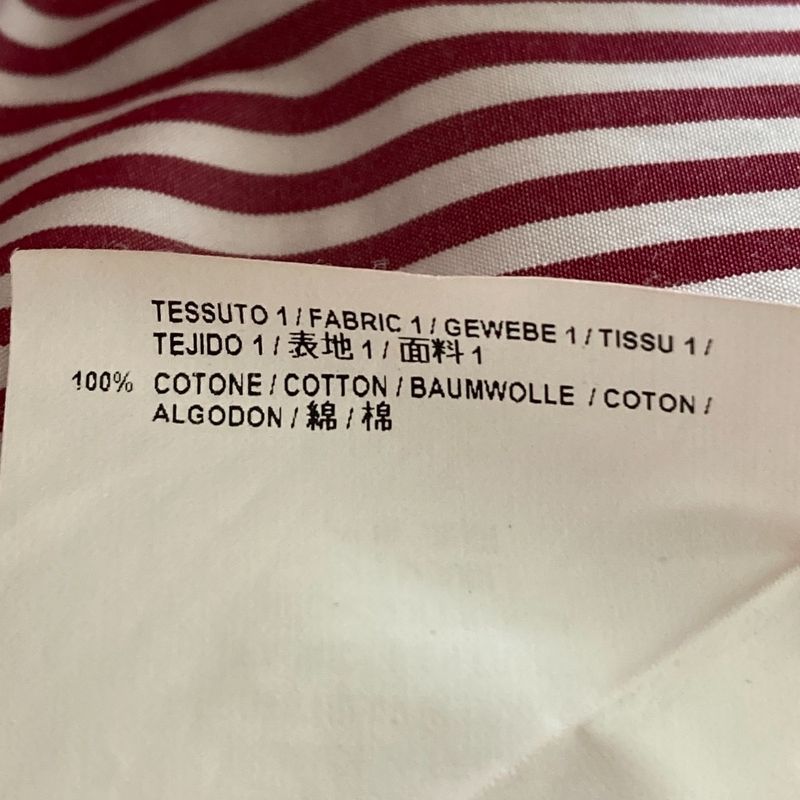 TESSUTO 1 / FABRIC 1 / GEWEBE 1 / TISSU 1 /
TEJIDO 1 / 表地 1 / 面料 1
100% COTONE / COTTON / BAUMWOLLE / COTON /
ALGODON / 綿 / 棉